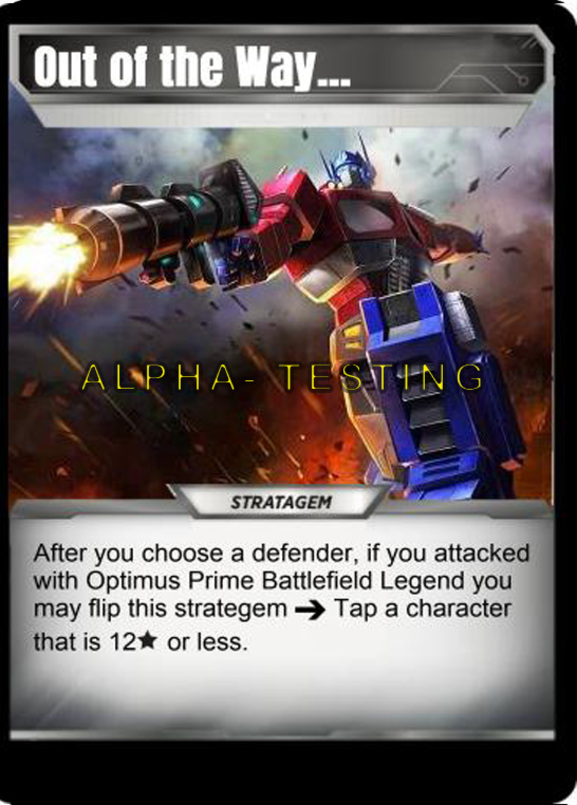 Out of the Way...
ALPHA- TESTING
STRATAGEM
After you choose a defender, if you attacked
with Optimus Prime Battlefield Legend you
may flip this strategem ➔ Tap a character
that is 12★ or less.